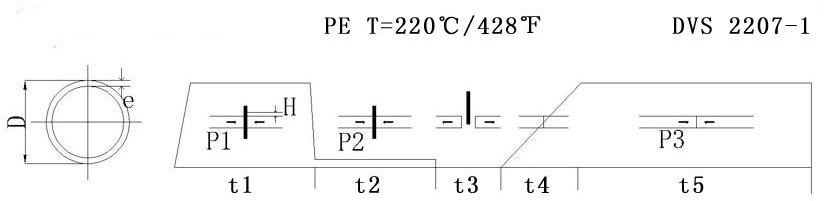 PE T=220℃/428℉ DVS 2207-1
D
e
H
P1 P2 P3
t1 t2 t3 t4 t5